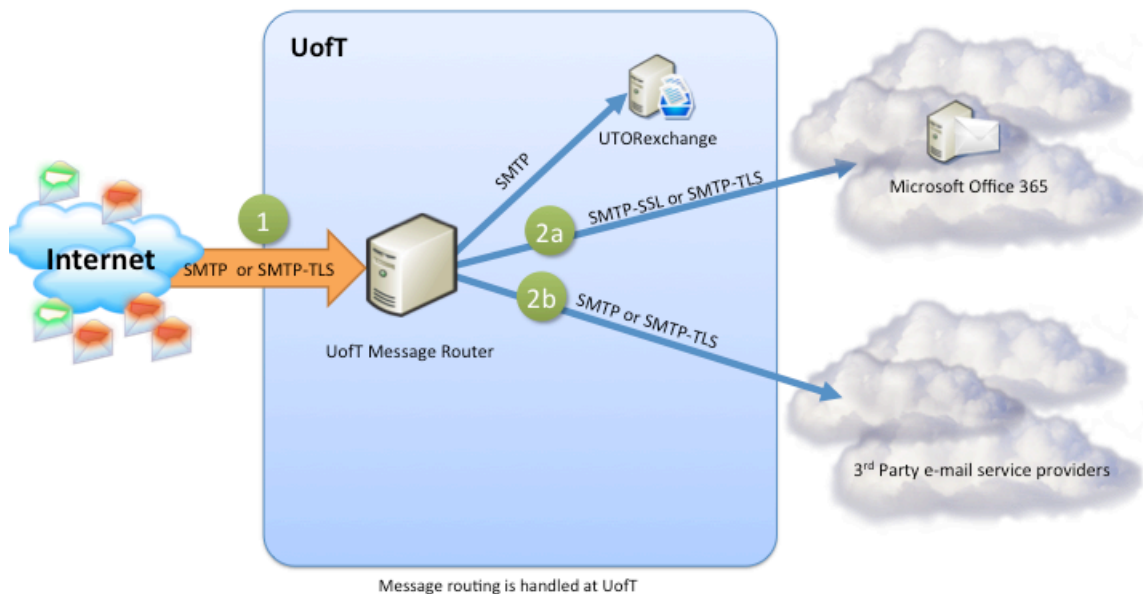 UofT
UTORexchange
SMTP
Microsoft Office 365
SMTP-SSL or SMTP-TLS
2a
1
Internet
SMTP or SMTP-TLS
2b
SMTP or SMTP-TLS
UofT Message Router
3rd Party e-mail service providers
Message routing is handled at UofT